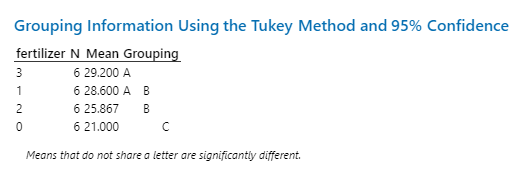 Grouping Information Using the Tukey Method and 95% Confidence
fertilizer N Mean Grouping
3 6 29.200 A
1 6 28.600 A B
2 6 25.867 B
0 6 21.000 C
Means that do not share a letter are significantly different.